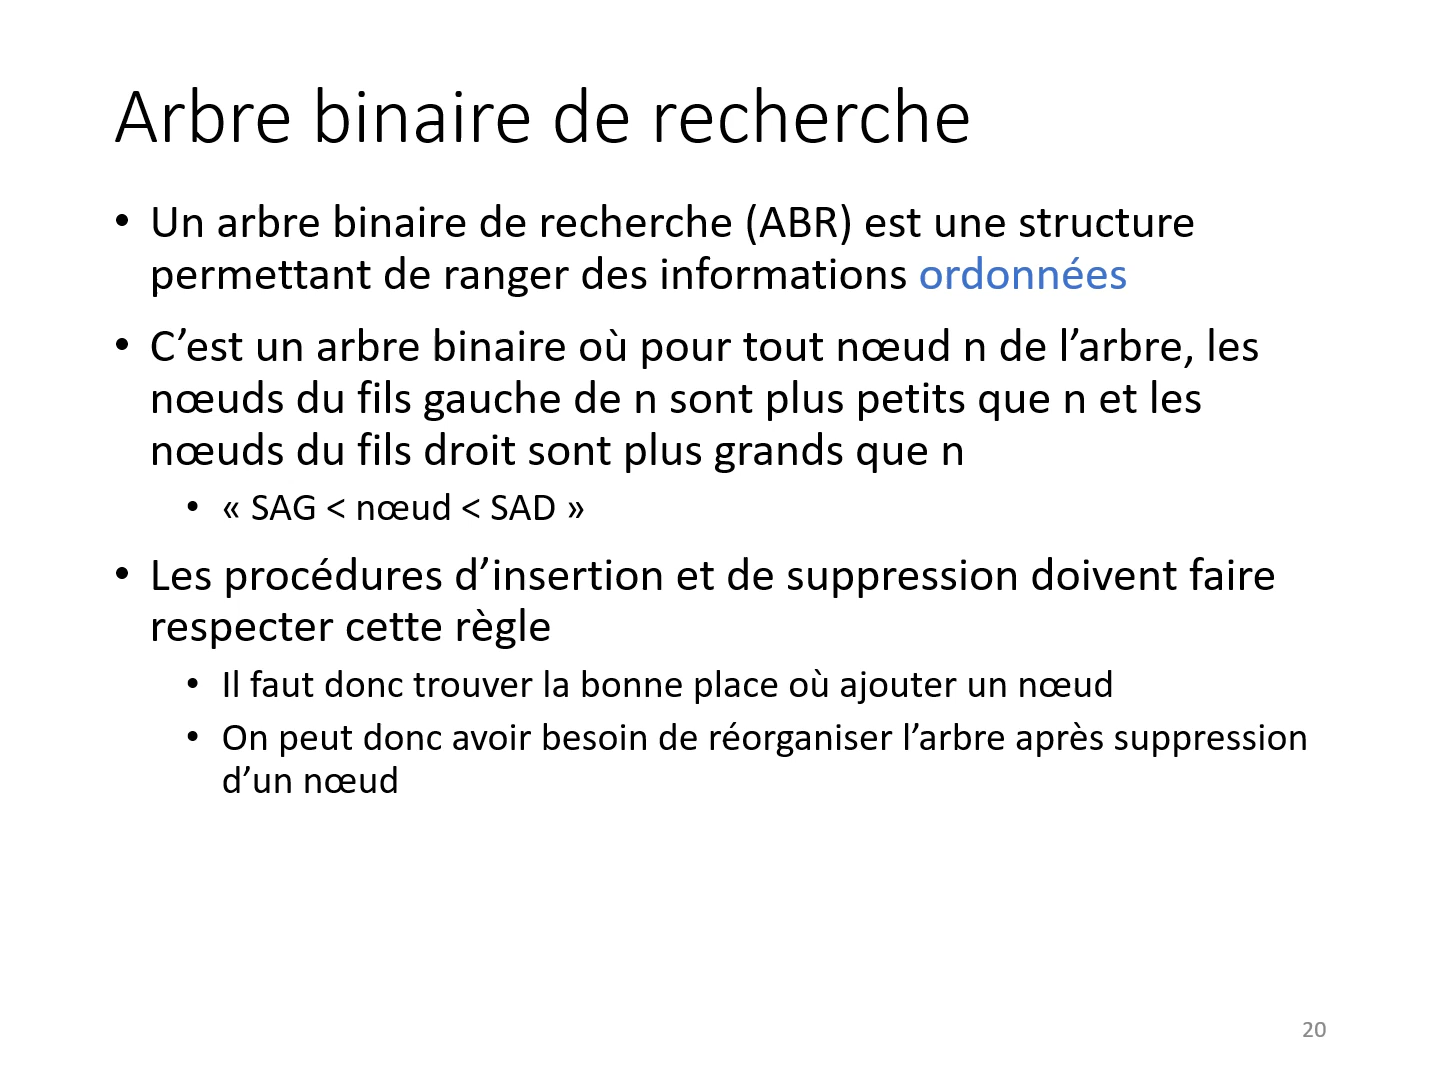 Arbre binaire de recherche
• Un arbre binaire de recherche (ABR) est une structure
permettant de ranger des informations ordonnées
• C’est un arbre binaire où pour tout nœud n de l’arbre, les
nœuds du fils gauche de n sont plus petits que n et les
nœuds du fils droit sont plus grands que n
• « SAG < nœud < SAD »
• Les procédures d’insertion et de suppression doivent faire
respecter cette règle
• Il faut donc trouver la bonne place où ajouter un nœud
• On peut donc avoir besoin de réorganiser l’arbre après suppression
d’un nœud
20